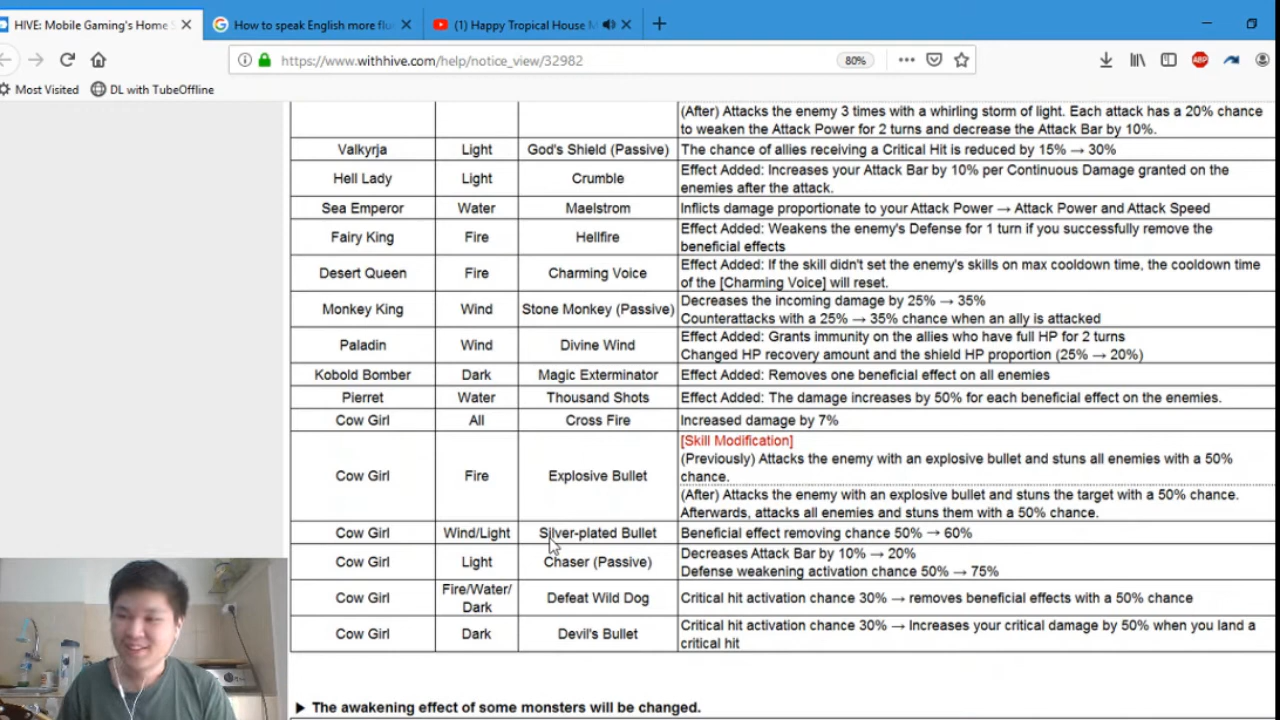 HIVE: Mobile Gaming's Home S
How to speak English more flu
(1) Happy Tropical House M
https://www.withhive.com/help/notice_view/32982
80%
ABP
Most Visited
DL with TubeOffline
(After) Attacks the enemy 3 times with a whirling storm of light. Each attack has a 20% chance
to weaken the Attack Power for 2 turns and decrease the Attack Bar by 10%.
Valkyrja Light God's Shield (Passive) The chance of allies receiving a Critical Hit is reduced by 15% → 30%
Hell Lady Light Crumble Effect Added: Increases your Attack Bar by 10% per Continuous Damage granted on the
enemies after the attack.
Sea Emperor Water Maelstrom Inflicts damage proportionate to your Attack Power → Attack Power and Attack Speed
Fairy King Fire Hellfire Effect Added: Weakens the enemy's Defense for 1 turn if you successfully remove the
beneficial effects
Desert Queen Fire Charming Voice Effect Added: If the skill didn't set the enemy's skills on max cooldown time, the cooldown time
of the [Charming Voice] will reset.
Monkey King Wind Stone Monkey (Passive) Decreases the incoming damage by 25% → 35%
Counterattacks with a 25% → 35% chance when an ally is attacked
Paladin Wind Divine Wind Effect Added: Grants immunity on the allies who have full HP for 2 turns
Changed HP recovery amount and the shield HP proportion (25% → 20%)
Kobold Bomber Dark Magic Exterminator Effect Added: Removes one beneficial effect on all enemies
Pierret Water Thousand Shots Effect Added: The damage increases by 50% for each beneficial effect on the enemies.
Cow Girl All Cross Fire Increased damage by 7%
Cow Girl Fire Explosive Bullet [Skill Modification]
(Previously) Attacks the enemy with an explosive bullet and stuns all enemies with a 50%
chance.
(After) Attacks the enemy with an explosive bullet and stuns the target with a 50% chance.
Afterwards, attacks all enemies and stuns them with a 50% chance.
Cow Girl Wind/Light Silver-plated Bullet Beneficial effect removing chance 50% → 60%
Cow Girl Light Chaser (Passive) Decreases Attack Bar by 10% → 20%
Defense weakening activation chance 50% → 75%
Cow Girl Fire/Water/
Dark Defeat Wild Dog Critical hit activation chance 30% → removes beneficial effects with a 50% chance
Cow Girl Dark Devil's Bullet Critical hit activation chance 30% → Increases your critical damage by 50% when you land a
critical hit
▶ The awakening effect of some monsters will be changed.